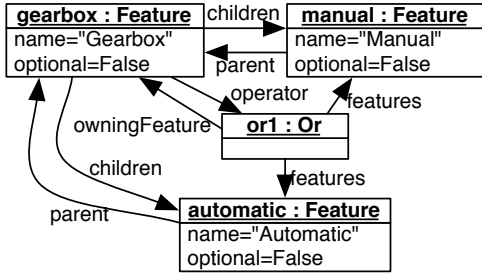 gearbox : Feature
name="Gearbox"
optional=False
children
manual : Feature
name="Manual"
optional=False
parent
operator
features
owningFeature
or1 : Or
children
features
parent
automatic : Feature
name="Automatic"
optional=False